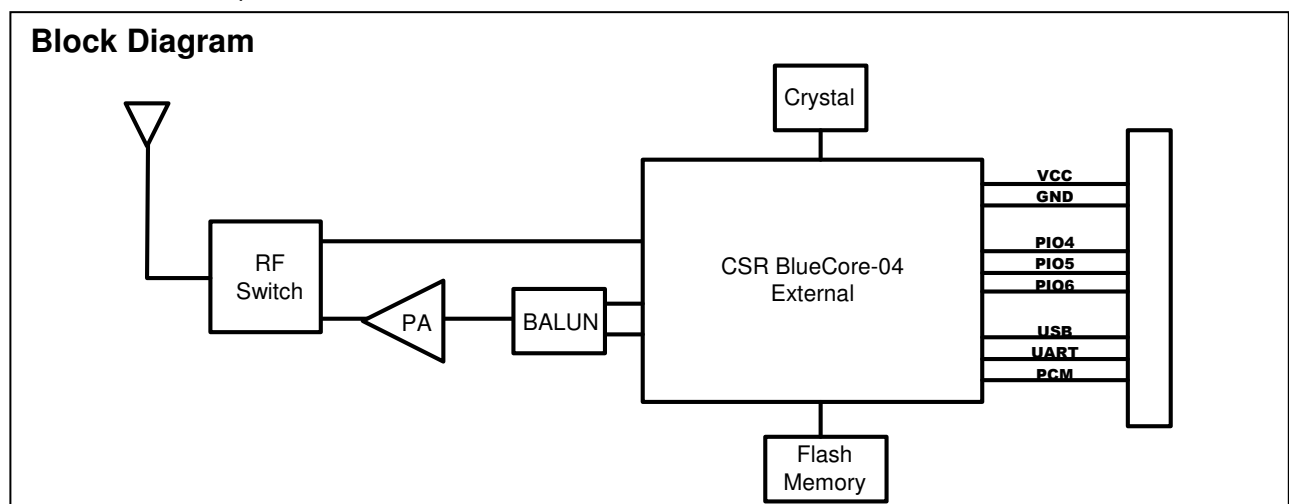 Block Diagram
Crystal
VCC
GND
RF
Switch
PA
BALUN
CSR BlueCore-04
External
PIO4
PIO5
PIO6
USB
UART
PCM
Flash
Memory